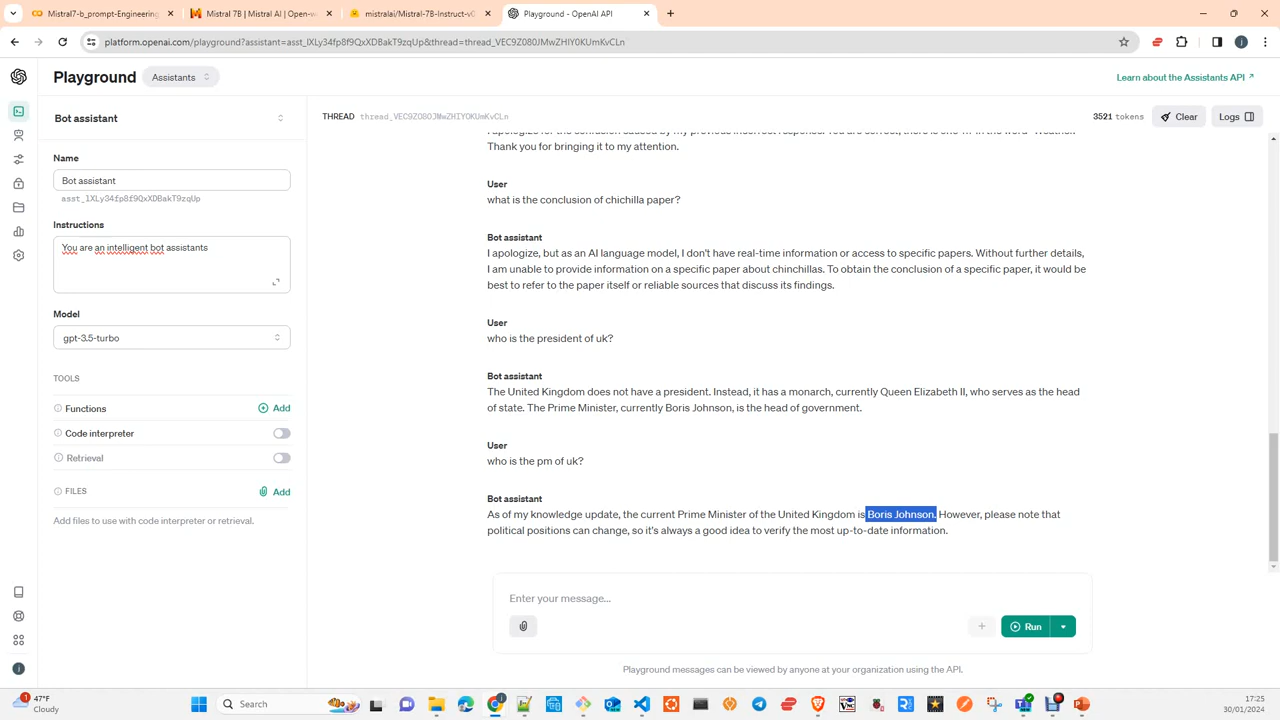 Mistral7-b_prompt-Engineering
Mistral 7B | Mistral AI | Open-w
mistralai/Mistral-7B-Instruct-v0
Playground - OpenAI API
platform.openai.com/playground?assistant=asst_lXLy34fp8f9QxXDBakT9zqUp&thread=thread_VEC9Z080JMwZHIY0KUmKvCLn
Playground
Assistants
Learn about the Assistants API
Bot assistant
THREAD thread_VEC9Z080JMwZHIYOKUmKvCLn
3521 tokens
Clear
Logs
Name
Bot assistant
asst_lXLy34fp8f9QxXDBakT9zqUp
Instructions
You are an intelligent bot assistants
Model
gpt-3.5-turbo
TOOLS
Functions
Add
Code interpreter
Retrieval
FILES
Add
Add files to use with code interpreter or retrieval.
Thank you for bringing it to my attention.
User
what is the conclusion of chichilla paper?
Bot assistant
I apologize, but as an AI language model, I don't have real-time information or access to specific papers. Without further details,
I am unable to provide information on a specific paper about chinchillas. To obtain the conclusion of a specific paper, it would be
best to refer to the paper itself or reliable sources that discuss its findings.
User
who is the president of uk?
Bot assistant
The United Kingdom does not have a president. Instead, it has a monarch, currently Queen Elizabeth II, who serves as the head
of state. The Prime Minister, currently Boris Johnson, is the head of government.
User
who is the pm of uk?
Bot assistant
As of my knowledge update, the current Prime Minister of the United Kingdom is Boris Johnson. However, please note that
political positions can change, so it's always a good idea to verify the most up-to-date information.
Enter your message...
Run
Playground messages can be viewed by anyone at your organization using the API.
1
47°F
Cloudy
Search
17:25
30/01/2024